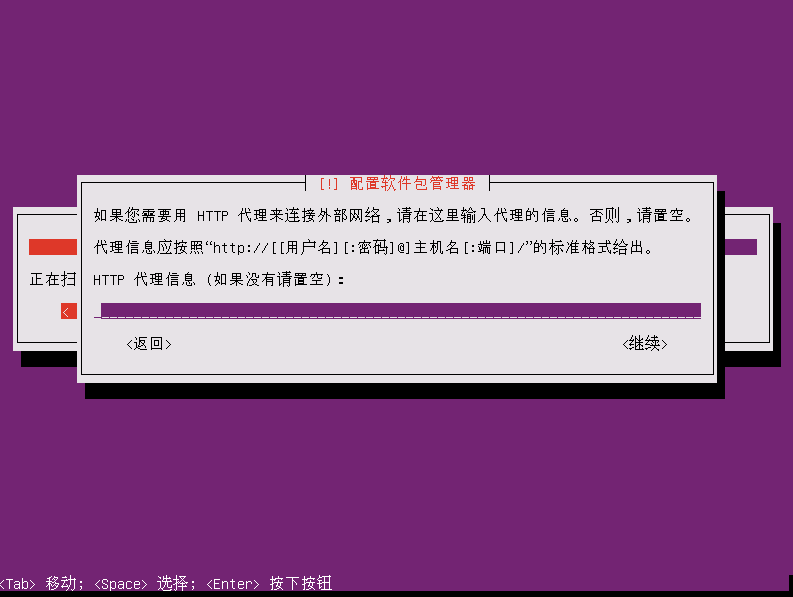 [!] 配置软件包管理器
如果您需要用 HTTP 代理来连接外部网络，请在这里输入代理的信息。否则，请置空。
代理信息应按照“http://[[用户名][:密码]@]主机名[:端口]/”的标准格式给出。
正在扫
HTTP 代理信息 (如果没有请置空)：
<
<返回>
<继续>
<Tab> 移动; <Space> 选择; <Enter> 按下按钮